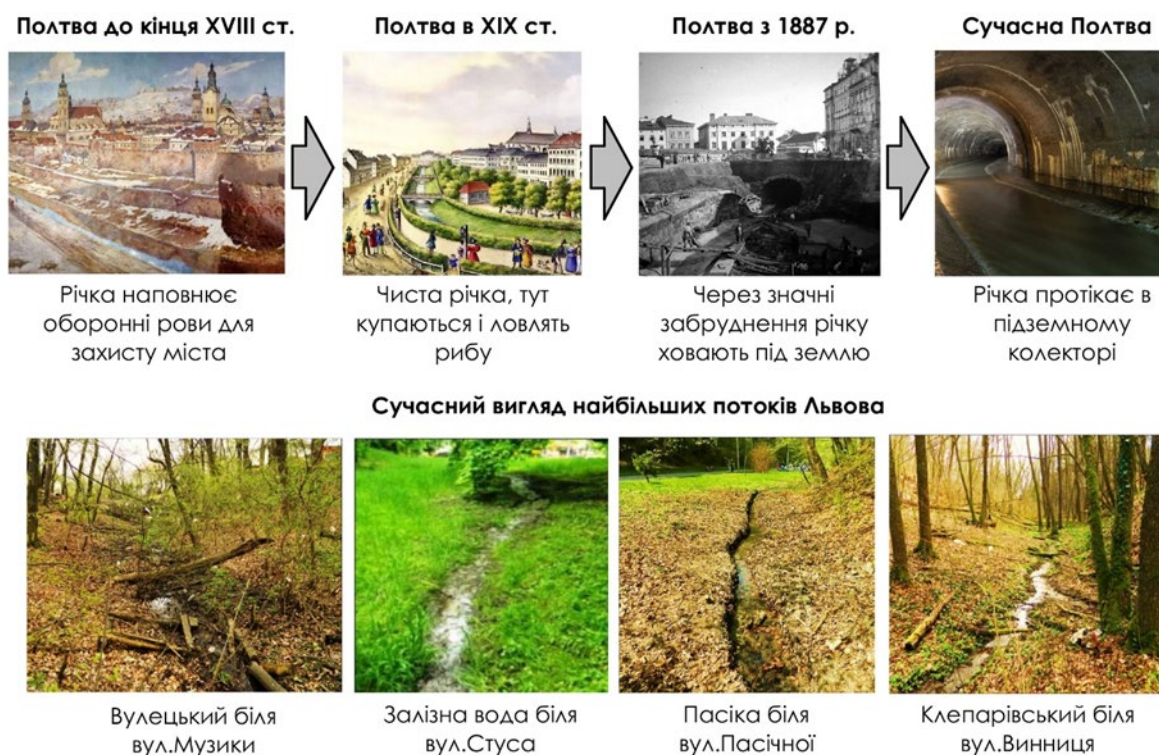 Полтва до кінця XVIII ст.
Полтва в XIX ст.
Полтва з 1887 р.
Сучасна Полтва
Річка наповнює
оборонні рови для
захисту міста
Чиста річка, тут
купаються і ловлять
рибу
Через значні
забруднення річку
ховають під землю
Річка протікає в
підземному
колекторі
Сучасний вигляд найбільших потоків Львова
Вулецький біля
вул.Музики
Залізна вода біля
вул.Стуса
Пасіка біля
вул.Пасічної
Клепарівський біля
вул.Винниця